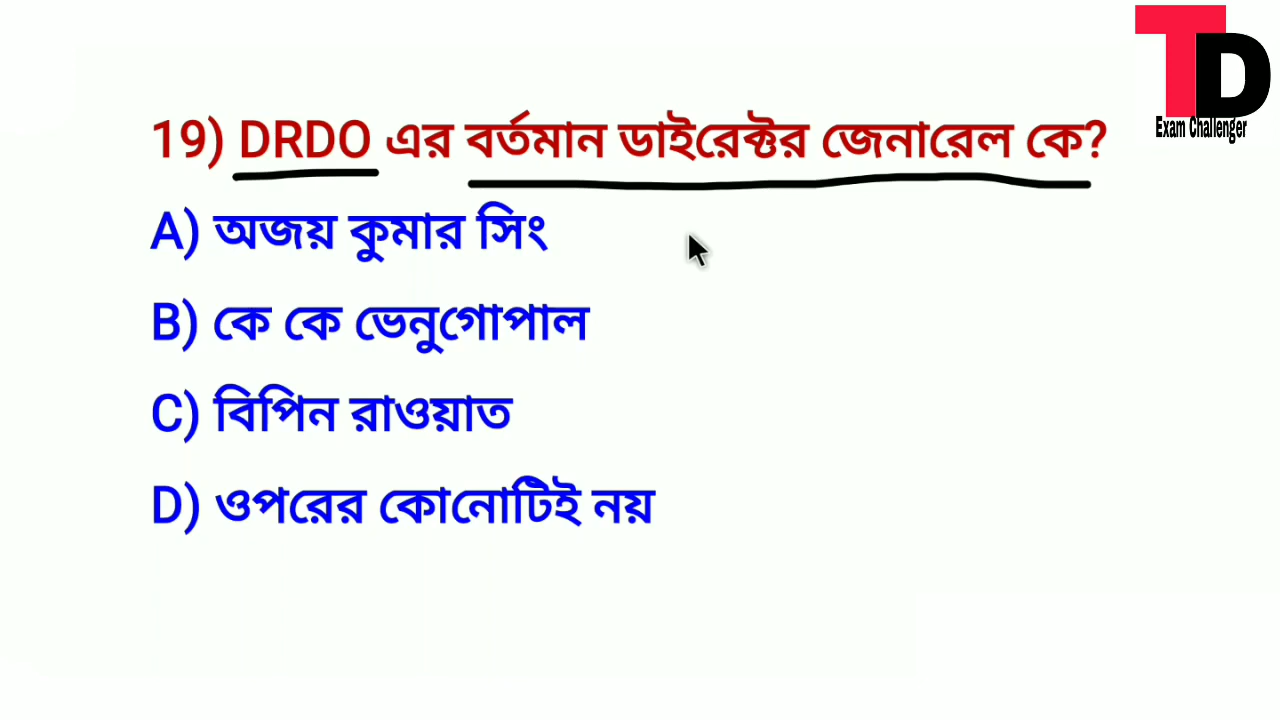 TD
Exam Challenger
19) DRDO এর বর্তমান ডাইরেক্টর জেনারেল কে?
A) অজয় কুমার সিং
B) কে কে ভেনুগোপাল
C) বিপিন রাওয়াত
D) ওপরের কোনোটিই নয়